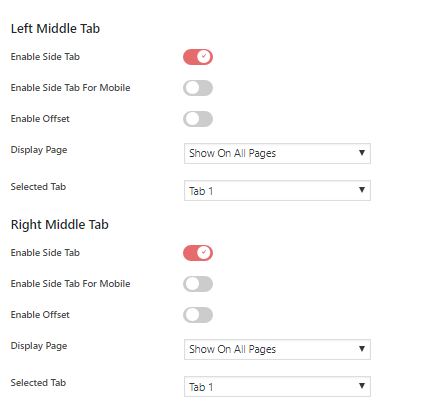 Left Middle Tab
Enable Side Tab
Enable Side Tab For Mobile
Enable Offset
Display Page
Show On All Pages
Selected Tab
Tab 1
Right Middle Tab
Enable Side Tab
Enable Side Tab For Mobile
Enable Offset
Display Page
Show On All Pages
Selected Tab
Tab 1